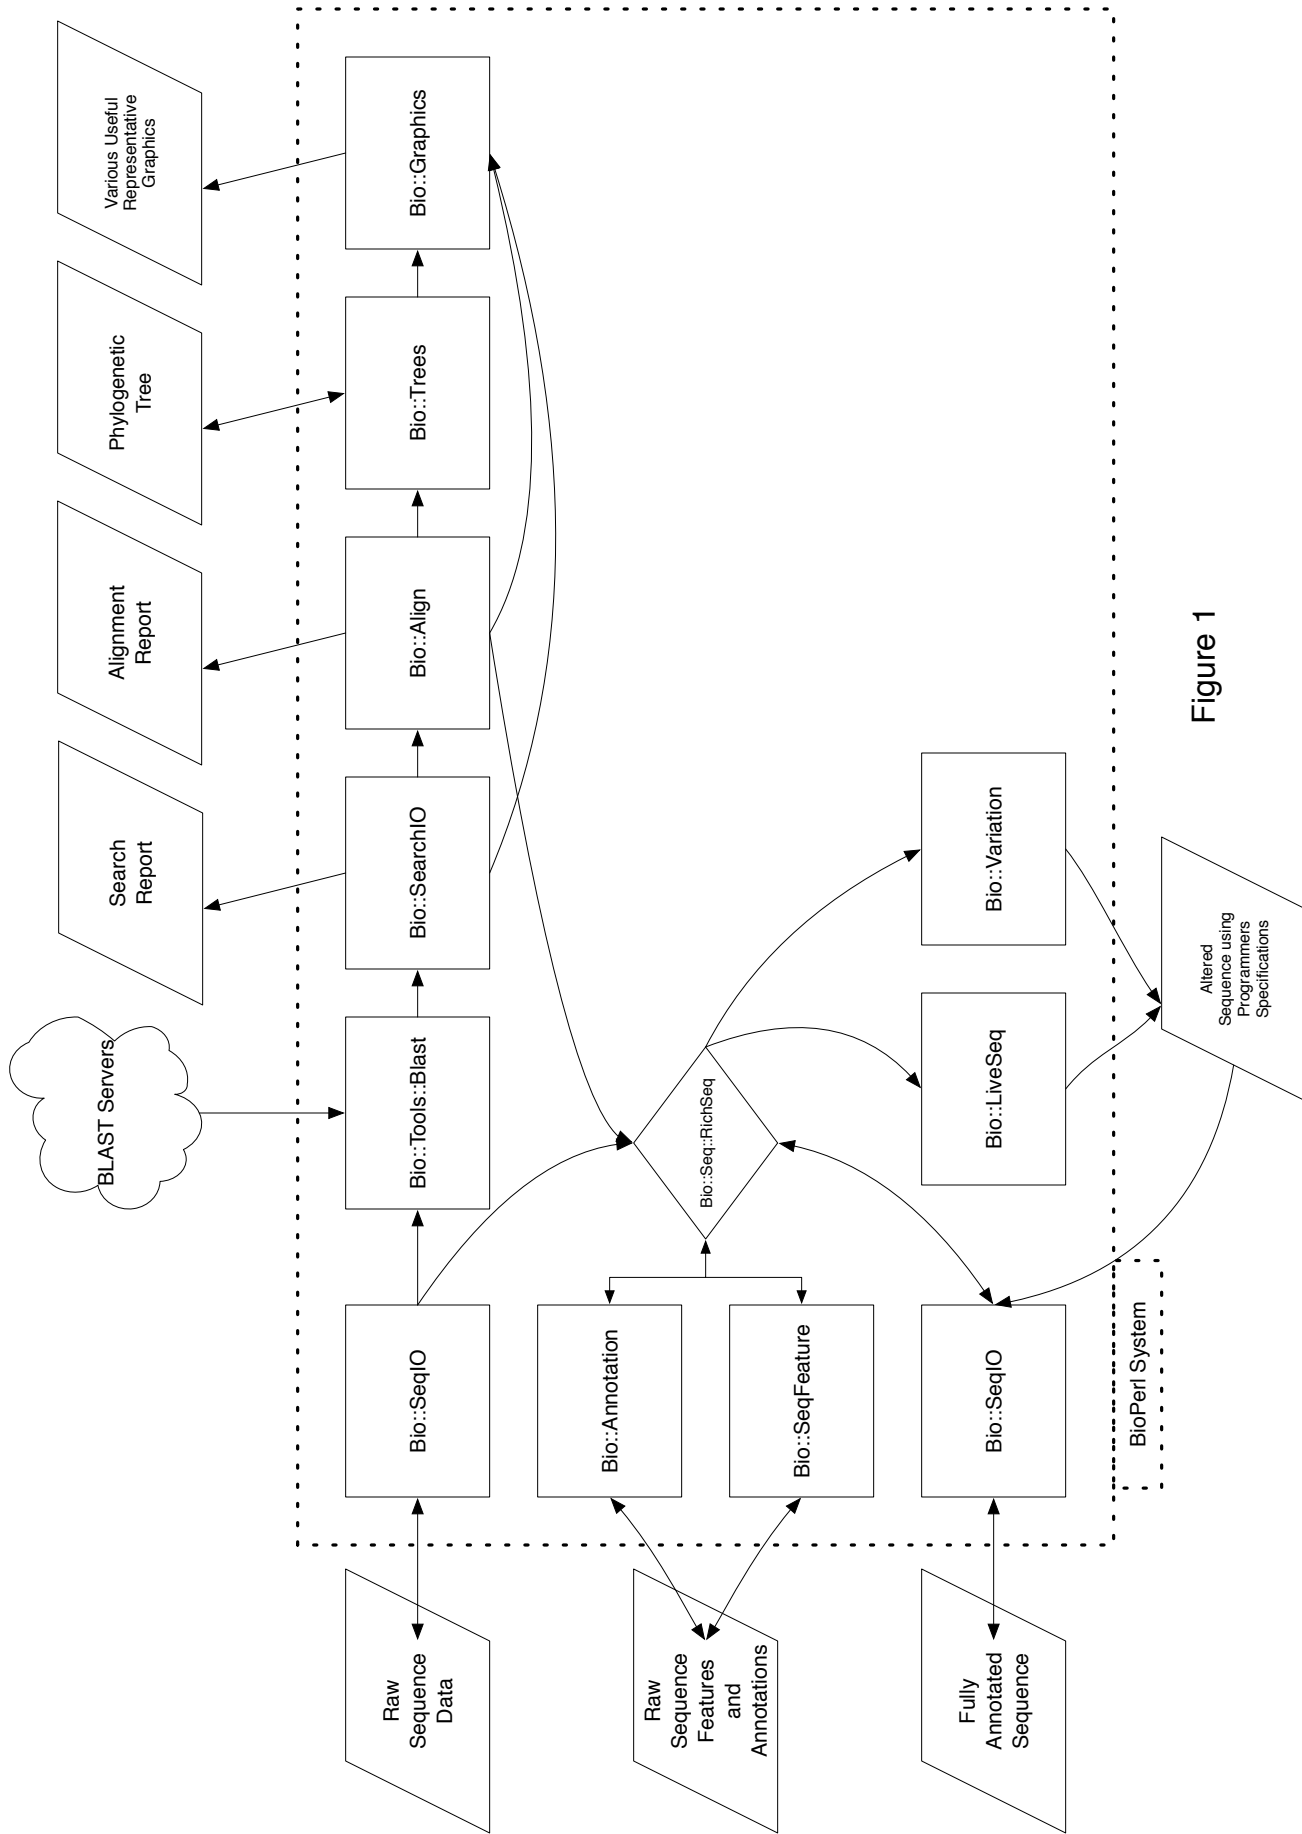 BLAST Servers
Search
Report
Alignment
Report
Phylogenetic
Tree
Various Useful
Representative
Graphics
Raw
Sequence
Data
Bio::SeqIO
Bio::Tools::Blast
Bio::SearchIO
Bio::Align
Bio::Trees
Bio::Graphics
Raw
Sequence
Features
and
Annotations
Bio::Annotation
Bio::SeqFeature
Bio::Seq::RichSeq
Fully
Annotated
Sequence
Bio::SeqIO
Bio::LiveSeq
Bio::Variation
BioPerl System
Altered
Sequence using
Programmers
Specifications
Figure 1